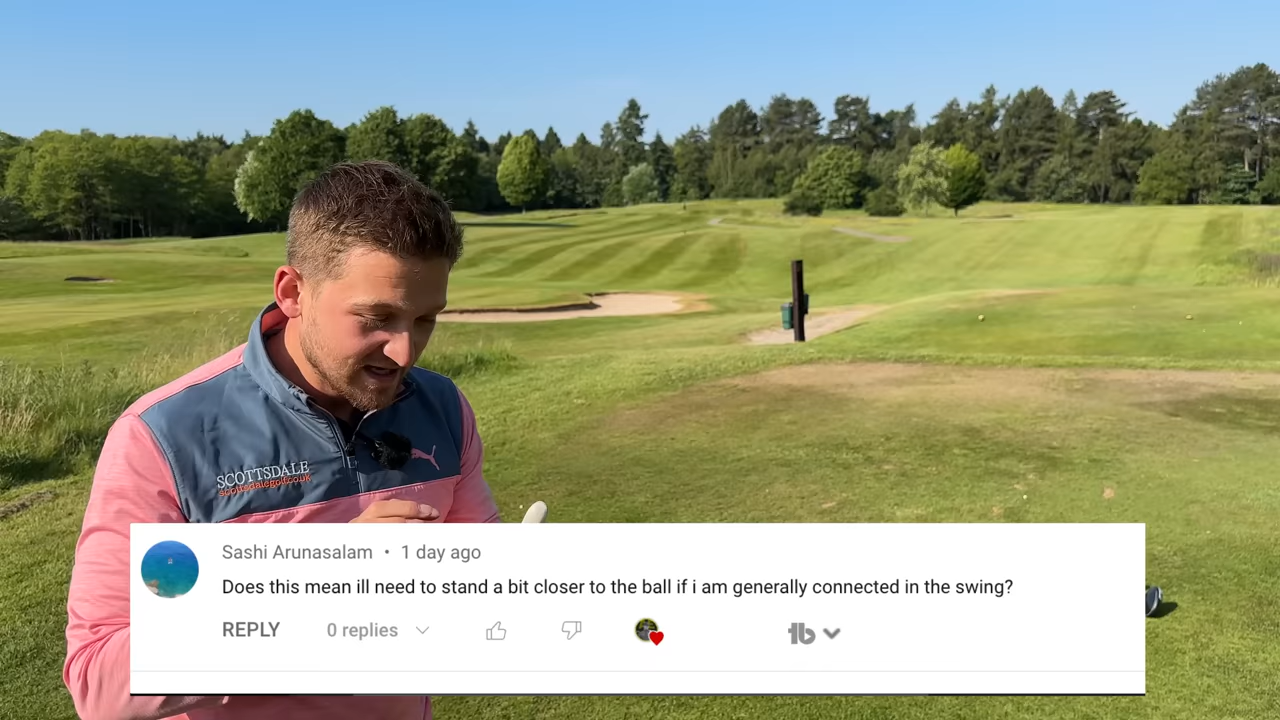 SCOTTSDALE
scottsdalegolf.co.uk
Sashi Arunasalam • 1 day ago
Does this mean ill need to stand a bit closer to the ball if i am generally connected in the swing?
REPLY 0 replies
tb